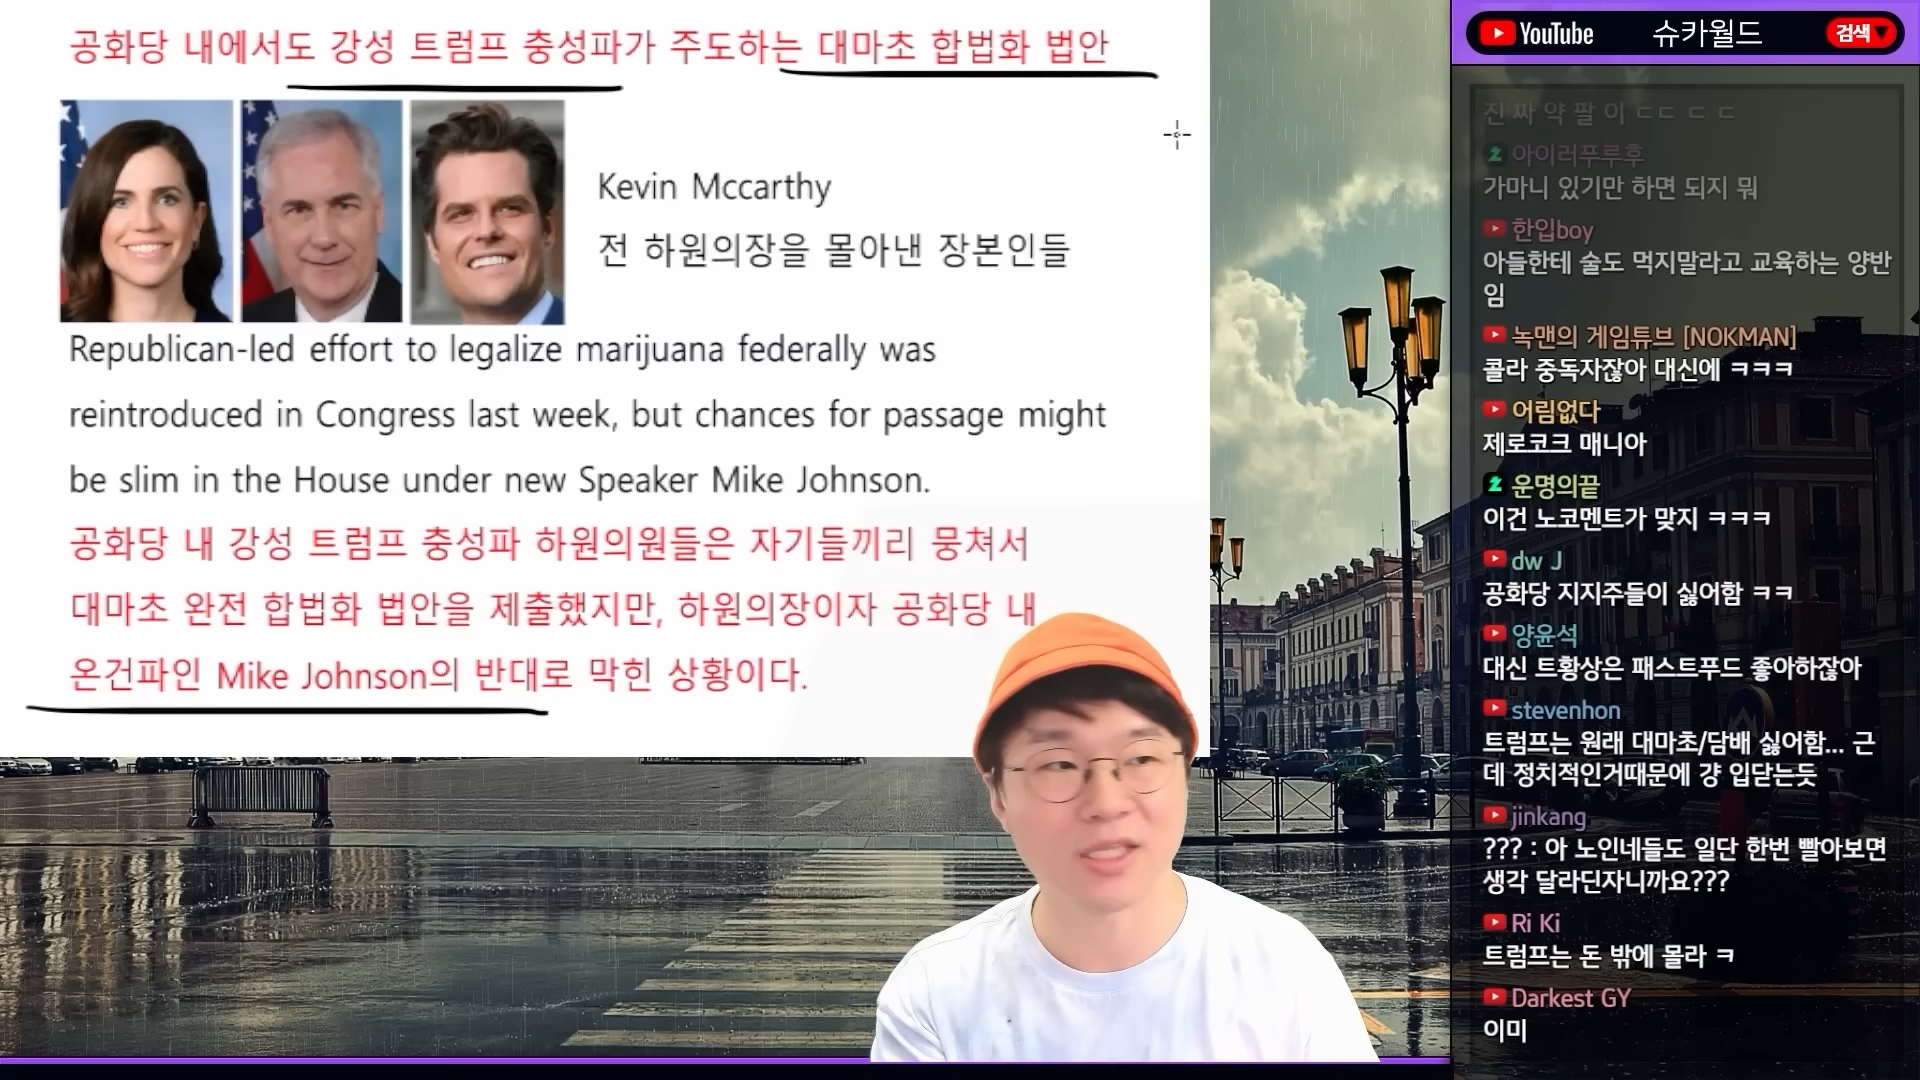 공화당 내에서도 강성 트럼프 충성파가 주도하는 대마초 합법화 법안
Kevin Mccarthy
전 하원의장을 몰아낸 장본인들
Republican-led effort to legalize marijuana federally was
reintroduced in Congress last week, but chances for passage might
be slim in the House under new Speaker Mike Johnson.
공화당 내 강성 트럼프 충성파 하원의원들은 자기들끼리 뭉쳐서
대마초 완전 합법화 법안을 제출했지만, 하원의장이자 공화당 내
온건파인 Mike Johnson의 반대로 막힌 상황이다.
YouTube 슈카월드 검색
진 짜 약 팔 이 ㄷㄷ ㄷ ㄷ
아이러푸루후
가마니 있기만 하면 되지 뭐
한입boy
아들한테 술도 먹지말라고 교육하는 양반
임
녹맨의 게임튜브 [NOKMAN]
콜라 중독자잖아 대신에 ㅋㅋㅋ
어림없다
제로코크 매니아
운명의끝
이건 노코멘트가 맞지 ㅋㅋㅋ
dw J
공화당 지지주들이 싫어함 ㅋㅋ
양윤석
대신 트황상은 패스트푸드 좋아하잖아
stevenhon
트럼프는 원래 대마초/담배 싫어함... 근
데 정치적인거때문에 걍 입닫는듯
jinkang
??? : 아 노인네들도 일단 한번 빨아보면
생각 달라딘자니까요???
Ri Ki
트럼프는 돈 밖에 몰라 ㅋ
Darkest GY
이미